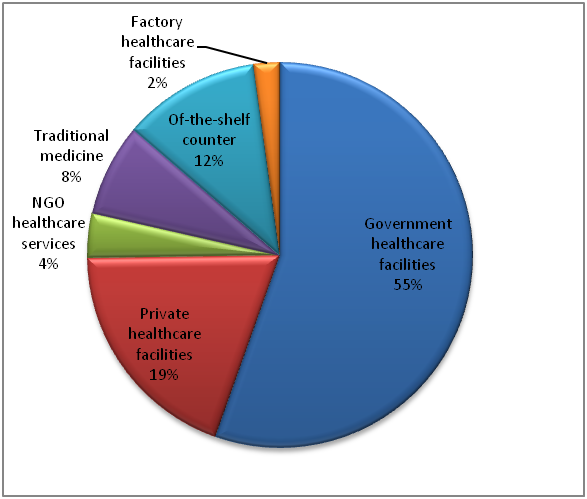 Factory
healthcare
facilities
2%
Of-the-shelf
counter
12%
Traditional
medicine
8%
NGO
healthcare
services
4%
Government
healthcare
facilities
55%
Private
healthcare
facilities
19%